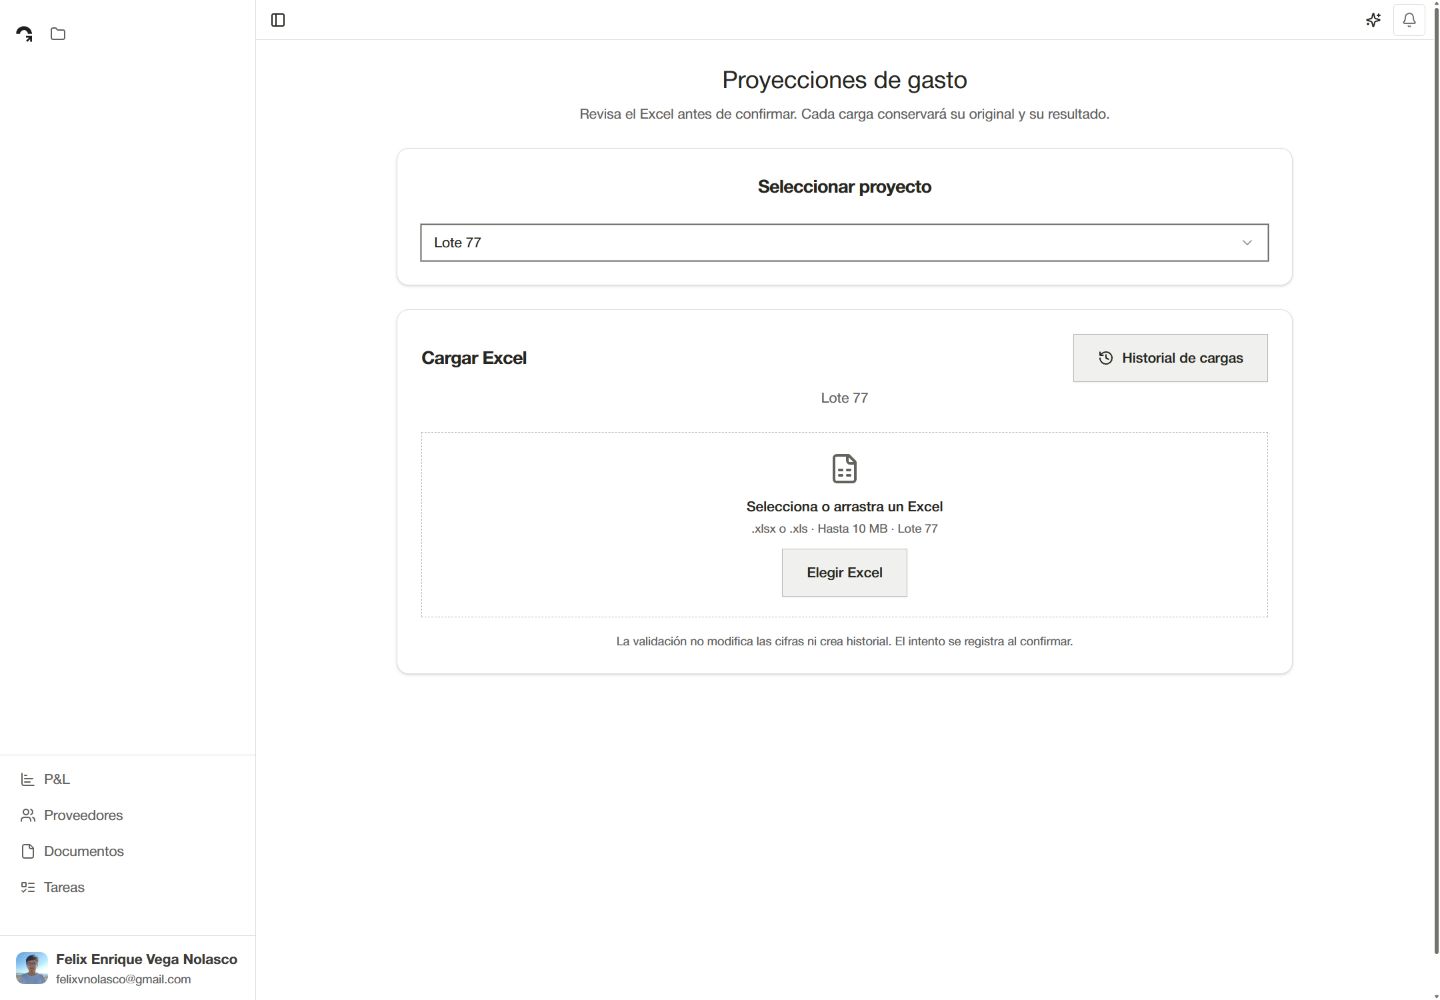 Proyecciones de gasto
Revisa el Excel antes de confirmar. Cada carga conservará su original y su resultado.
Seleccionar proyecto
Lote 77
Cargar Excel
Historial de cargas
Lote 77
Selecciona o arrastra un Excel
.xlsx o .xls · Hasta 10 MB · Lote 77
Elegir Excel
La validación no modifica las cifras ni crea historial. El intento se registra al confirmar.
P&L
Proveedores
Documentos
Tareas
Felix Enrique Vega Nolasco
felixvnolasco@gmail.com